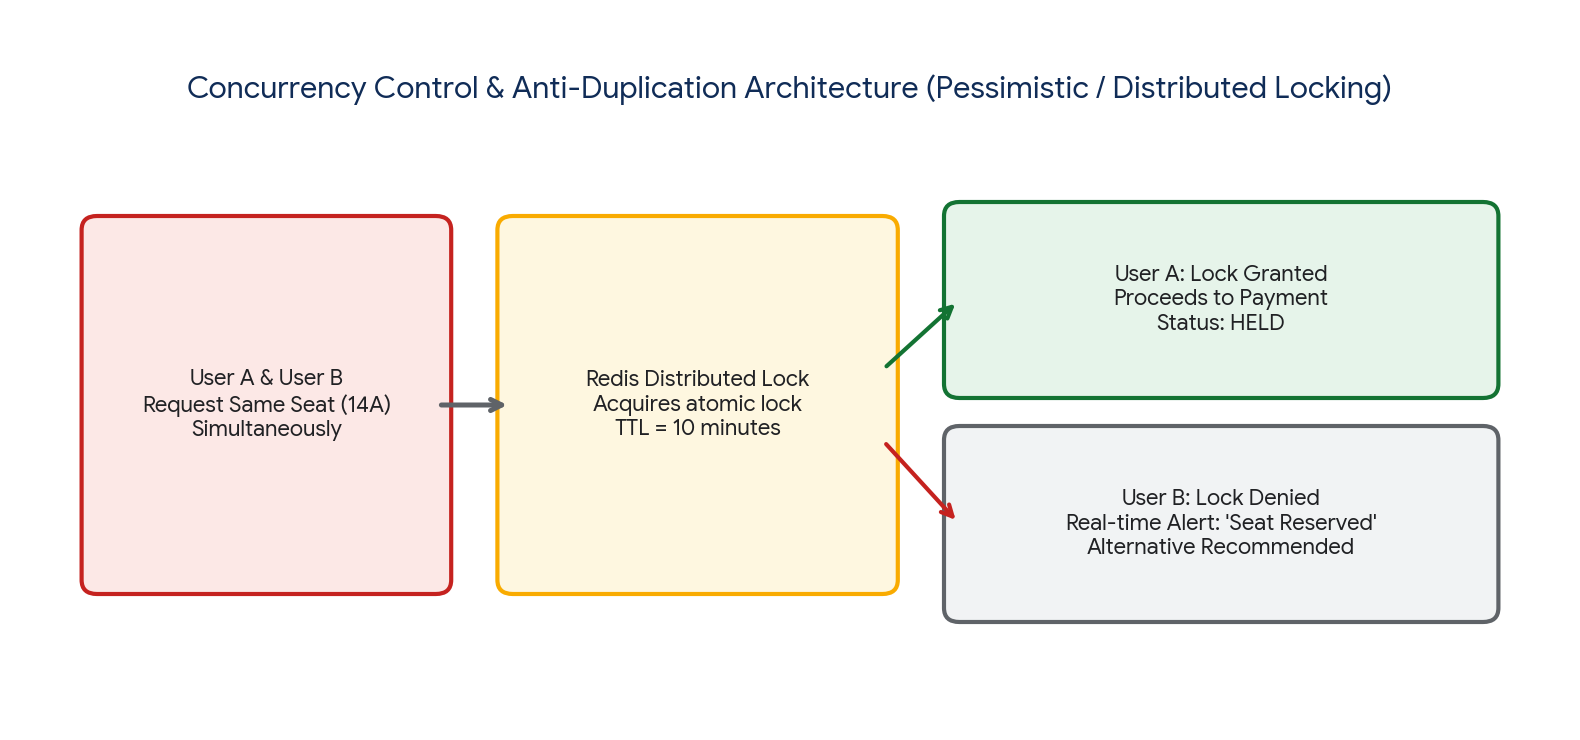 Concurrency Control & Anti-Duplication Architecture (Pessimistic / Distributed Locking)
User A & User B
Request Same Seat (14A)
Simultaneously
Redis Distributed Lock
Acquires atomic lock
TTL = 10 minutes
User A: Lock Granted
Proceeds to Payment
Status: HELD
User B: Lock Denied
Real-time Alert: 'Seat Reserved'
Alternative Recommended